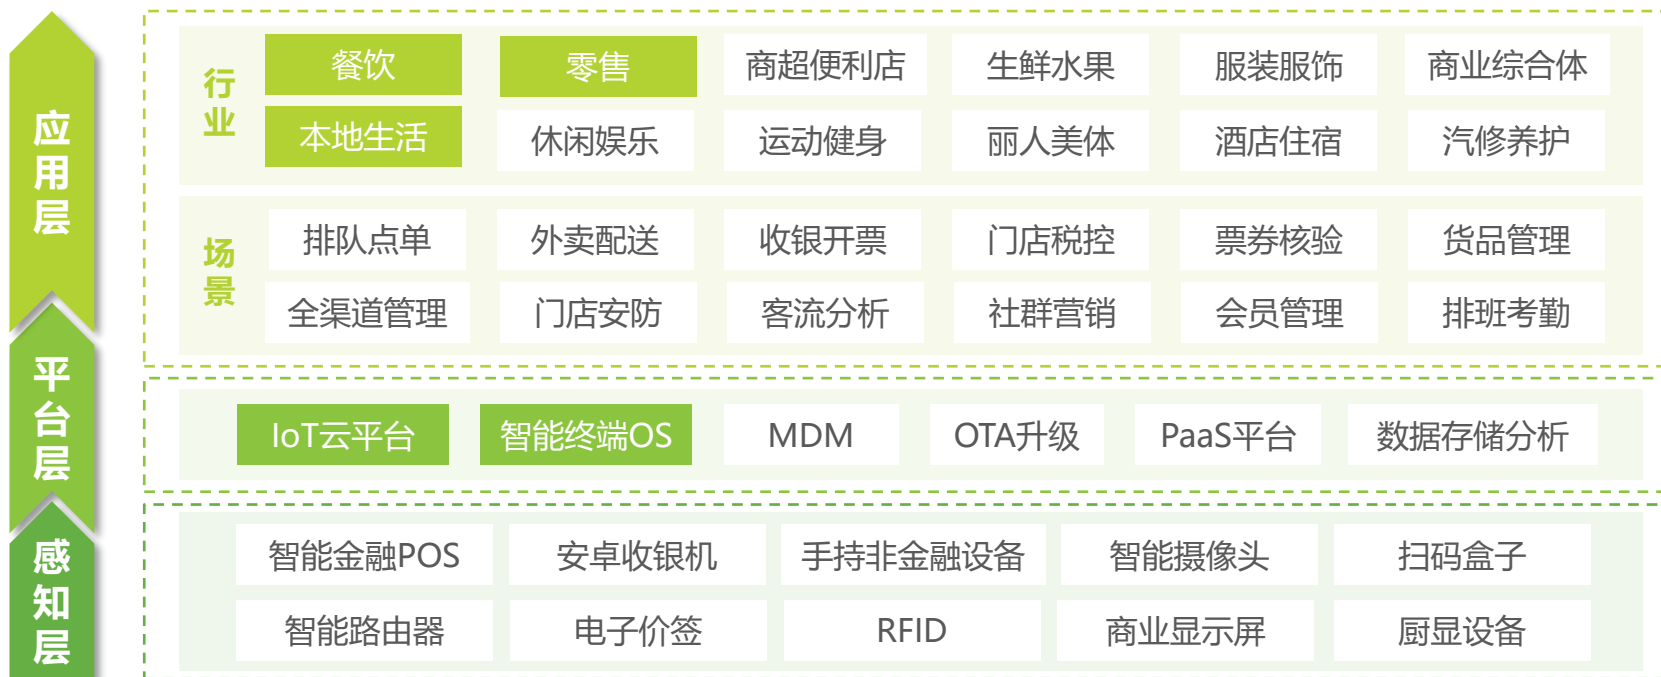 应用层
行业
餐饮
零售
商超便利店
生鲜水果
服装服饰
商业综合体
本地生活
休闲娱乐
运动健身
丽人美体
酒店住宿
汽修养护
场景
排队点单
外卖配送
收银开票
门店税控
票券核验
货品管理
全渠道管理
门店安防
客流分析
社群营销
会员管理
排班考勤
平台层
IoT云平台
智能终端OS
MDM
OTA升级
PaaS平台
数据存储分析
感知层
智能金融POS
安卓收银机
手持非金融设备
智能摄像头
扫码盒子
智能路由器
电子价签
RFID
商业显示屏
厨显设备